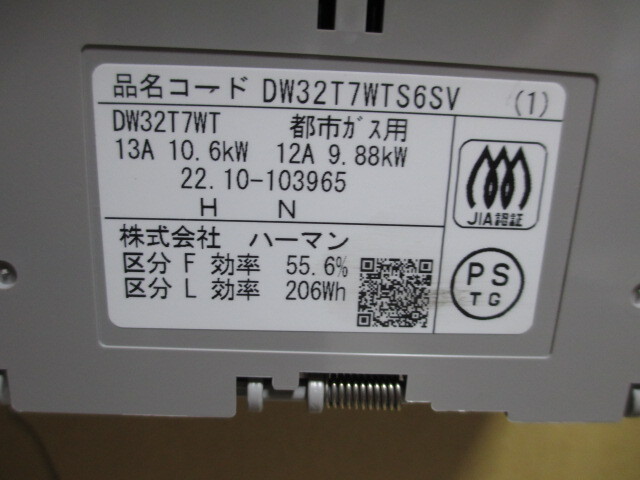 品名コード DW32T7WTS6SV (1)
DW32T7WT 都市ガス用
13A 10.6kW 12A 9.88kW
22.10-103965
H N
株式会社 ハーマン
区分 F 効率 55.6%
区分 L 効率 206Wh
JIA認証
PS
TG